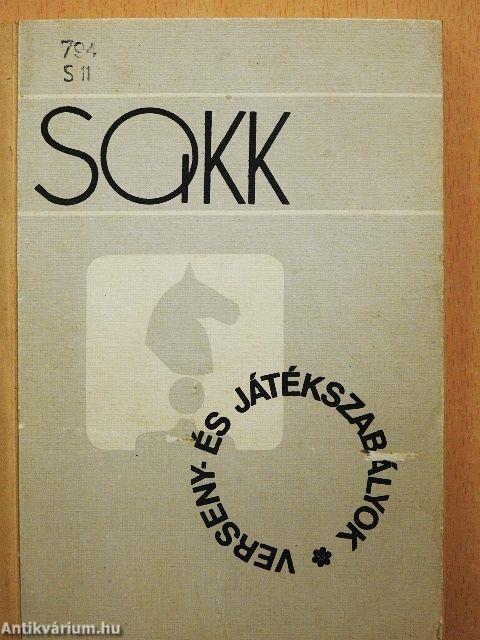 794
S 11
SAKK
VERSENY- ÉS JÁTÉKSZABÁLYOK *
Antikvárium.hu